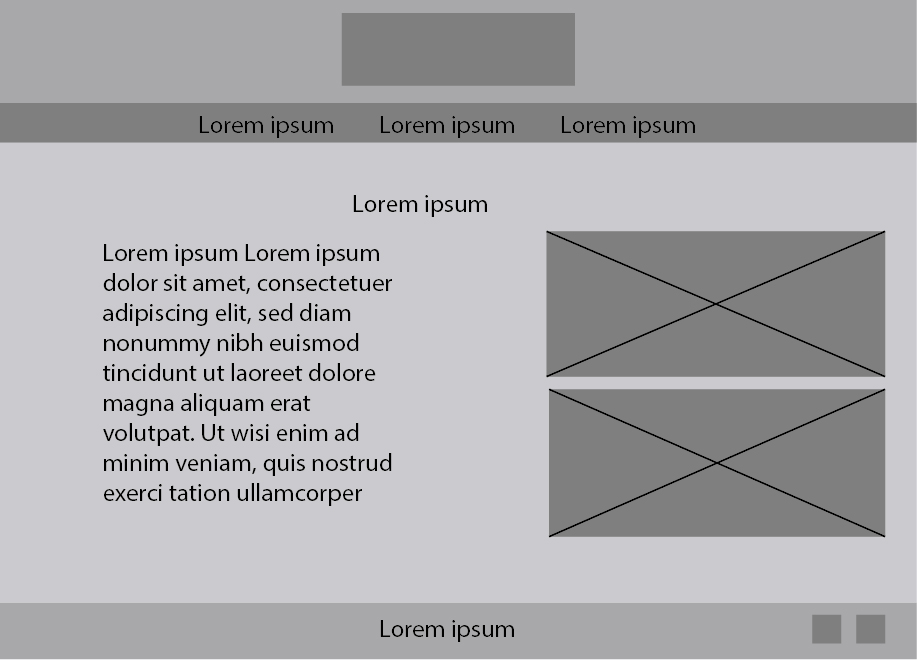 Lorem ipsum Lorem ipsum Lorem ipsum
Lorem ipsum
Lorem ipsum Lorem ipsum
dolor sit amet, consectetuer
adipiscing elit, sed diam
nonummy nibh euismod
tincidunt ut laoreet dolore
magna aliquam erat
volutpat. Ut wisi enim ad
minim veniam, quis nostrud
exerci tation ullamcorper
Lorem ipsum